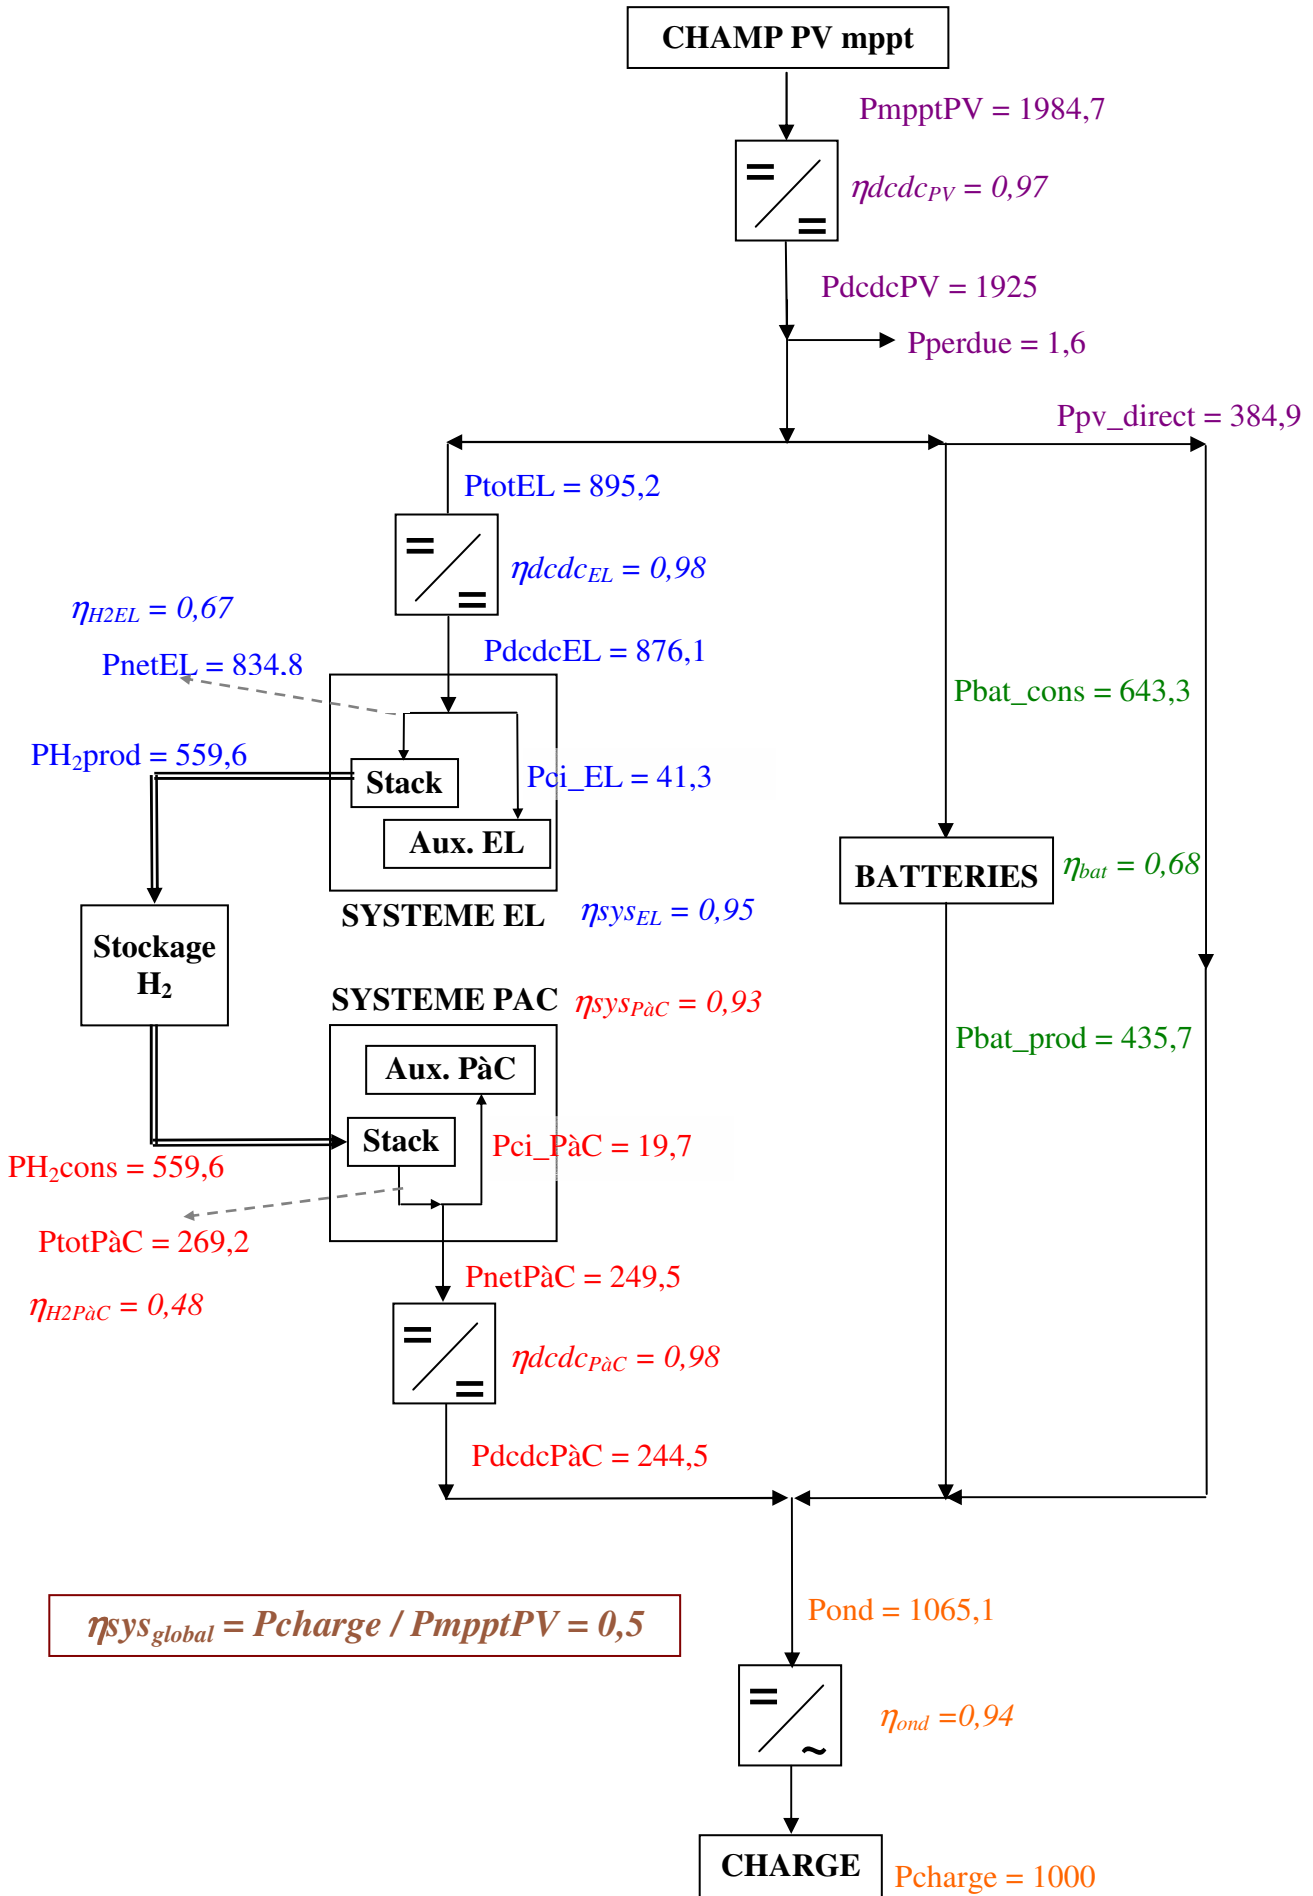 CHAMP PV mppt
PmpptPV = 1984,7
=
=
ηdcdcPV = 0,97
PdcdcPV = 1925
Pperdue = 1,6
Ppv_direct = 384,9
PtotEL = 895,2
=
=
ηdcdcEL = 0,98
ηH2EL = 0,67
PdcdcEL = 876,1
PnetEL = 834,8
Pbat_cons = 643,3
PH₂prod = 559,6
Stack
Pci_EL = 41,3
Aux. EL
BATTERIES
ηbat = 0,68
SYSTEME EL
ηsysEL = 0,95
Stockage
H₂
SYSTEME PAC
ηsysPàC = 0,93
Pbat_prod = 435,7
Aux. PàC
Stack
Pci_PàC = 19,7
PH₂cons = 559,6
PtotPàC = 269,2
PnetPàC = 249,5
ηH2PàC = 0,48
=
=
ηdcdcPàC = 0,98
PdcdcPàC = 244,5
Pond = 1065,1
ηsysglobal = Pcharge / PmpptPV = 0,5
=
~
ηond =0,94
CHARGE
Pcharge = 1000